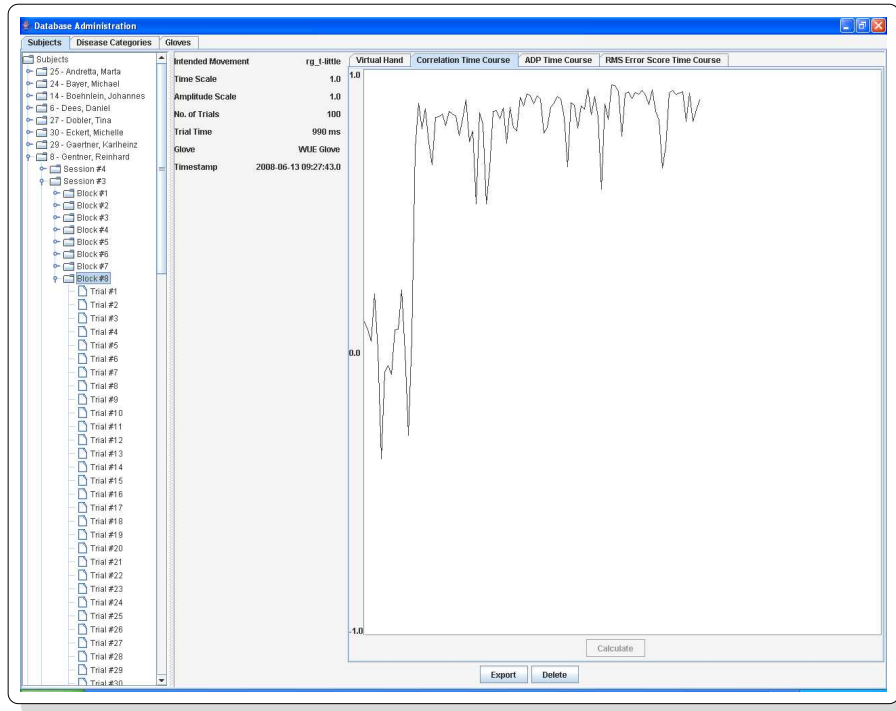 Database Administration
Subjects
Disease Categories
Gloves
Subjects
25 - Andretta, Marta
24 - Bayer, Michael
14 - Boehnlein, Johannes
6 - Dees, Daniel
27 - Dobler, Tina
30 - Eckert, Michelle
29 - Gaertner, Karlheinz
8 - Gentner, Reinhard
Session #4
Session #3
Block #1
Block #2
Block #3
Block #4
Block #5
Block #6
Block #7
Block #8
Trial #1
Trial #2
Trial #3
Trial #4
Trial #5
Trial #6
Trial #7
Trial #8
Trial #9
Trial #10
Trial #11
Trial #12
Trial #13
Trial #14
Trial #15
Trial #16
Trial #17
Trial #18
Trial #19
Trial #20
Trial #21
Trial #22
Trial #23
Trial #24
Trial #25
Trial #26
Trial #27
Trial #28
Trial #29
Trial #30
Intended Movement rg_t-little
Time Scale 1.0
Amplitude Scale 1.0
No. of Trials 100
Trial Time 990 ms
Glove WUE Glove
Timestamp 2008-06-13 09:27:43.0
Virtual Hand
Correlation Time Course
ADP Time Course
RMS Error Score Time Course
1.0
0.0
-1.0
Calculate
Export
Delete